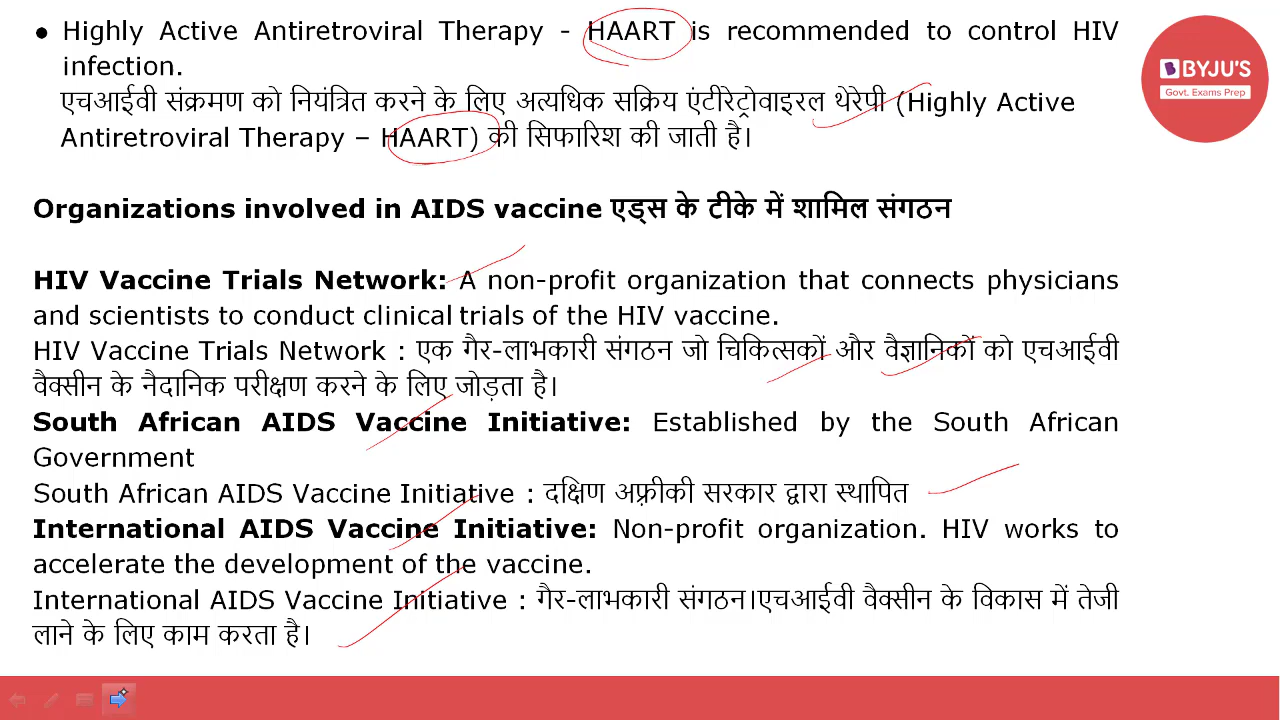 • Highly Active Antiretroviral Therapy - HAART is recommended to control HIV
infection.
एचआईवी संक्रमण को नियंत्रित करने के लिए अत्यधिक सक्रिय एंटीरेट्रोवाइरल थेरेपी (Highly Active
Antiretroviral Therapy – HAART) की सिफारिश की जाती है।
BYJU'S
Govt. Exams Prep
Organizations involved in AIDS vaccine एड्स के टीके में शामिल संगठन
HIV Vaccine Trials Network: A non-profit organization that connects physicians
and scientists to conduct clinical trials of the HIV vaccine.
HIV Vaccine Trials Network : एक गैर-लाभकारी संगठन जो चिकित्सकों और वैज्ञानिकों को एचआईवी
वैक्सीन के नैदानिक परीक्षण करने के लिए जोड़ता है।
South African AIDS Vaccine Initiative: Established by the South African
Government
South African AIDS Vaccine Initiative : दक्षिण अफ़्रीकी सरकार द्वारा स्थापित
International AIDS Vaccine Initiative: Non-profit organization. HIV works to
accelerate the development of the vaccine.
International AIDS Vaccine Initiative : गैर-लाभकारी संगठन।एचआईवी वैक्सीन के विकास में तेजी
लाने के लिए काम करता है।